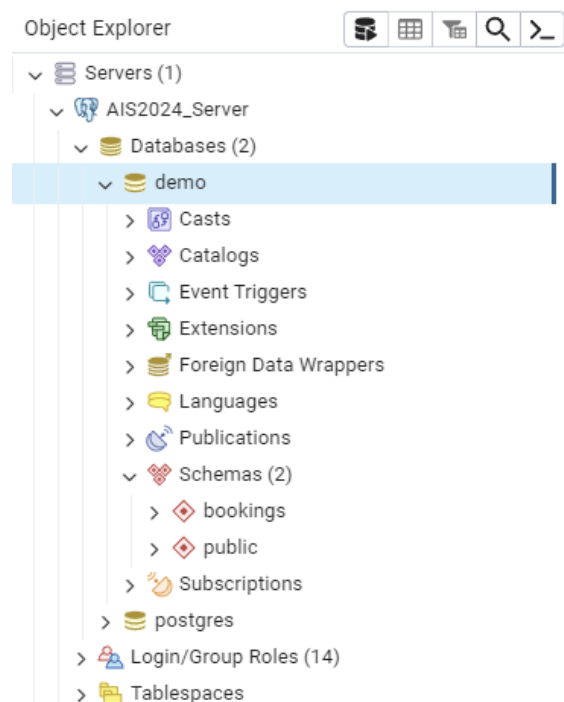 Object Explorer
Servers (1)
AIS2024_Server
Databases (2)
demo
Casts
Catalogs
Event Triggers
Extensions
Foreign Data Wrappers
Languages
Publications
Schemas (2)
bookings
public
Subscriptions
postgres
Login/Group Roles (14)
Tablespaces